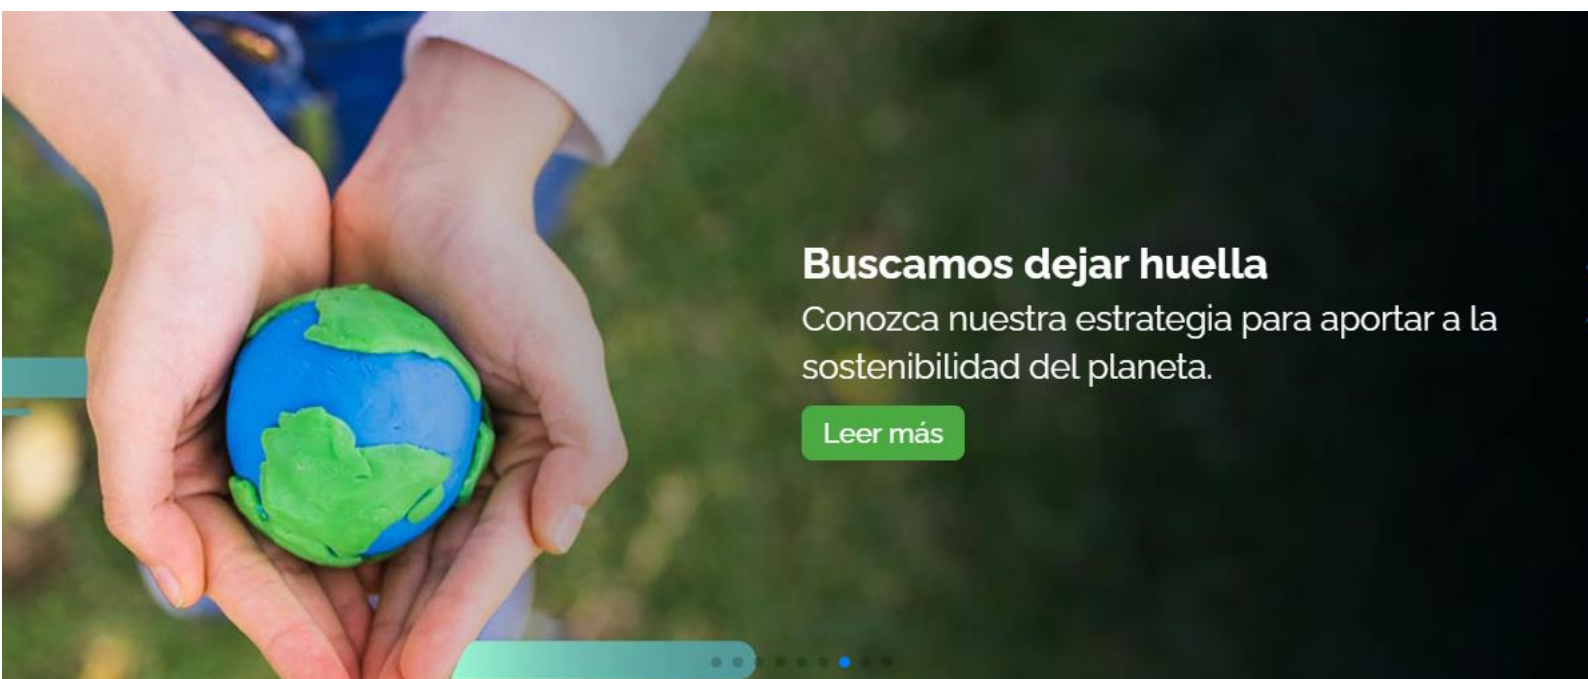 Buscamos dejar huella
Conozca nuestra estrategia para aportar a la
sostenibilidad del planeta.
Leer más